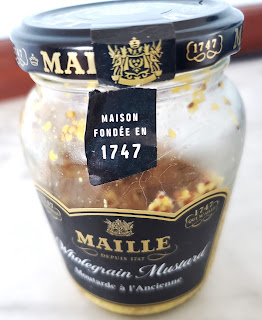 MAILLE
1747
MAISON
FONDÉE EN
1747
MAILLE
DEPUIS 1747
Wholegrain Mustard
Moutarde à l'Ancienne
1747